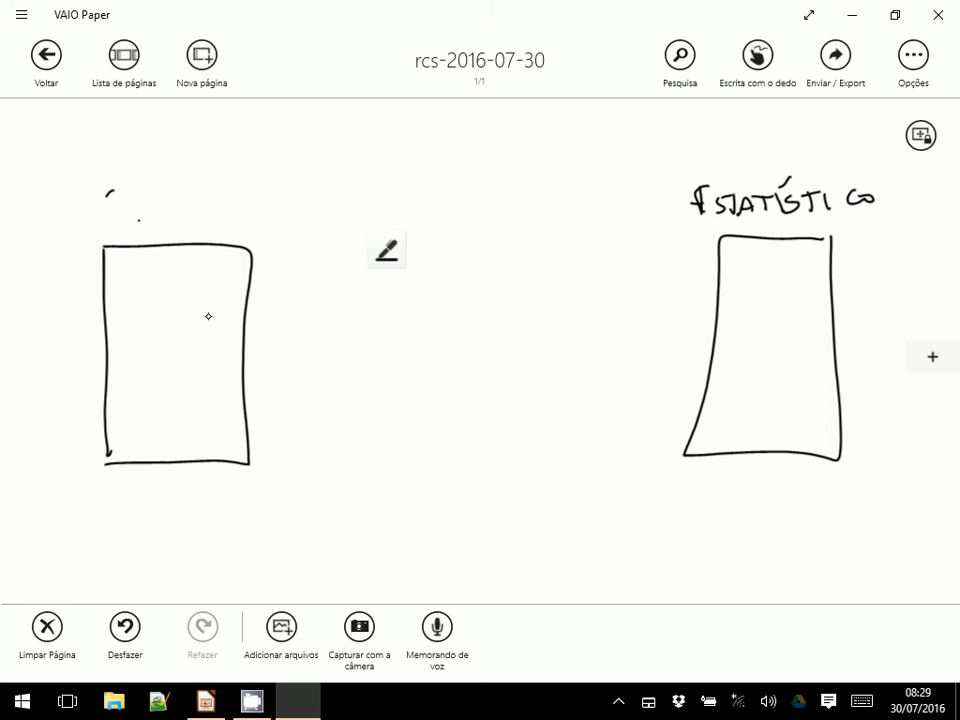 VAIO Paper
Voltar
Lista de páginas
Nova página
rcs-2016-07-30
1/1
Pesquisa
Escrita com o dedo
Enviar / Export
Opções
ESTATÍSTICO
Limpar Página
Desfazer
Refazer
Adicionar arquivos
Capturar com a
câmera
Memorando de
voz
08:29
30/07/2016